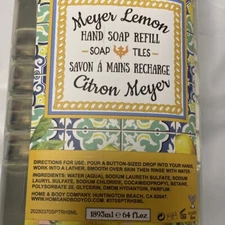 Meyer Lemon
HAND SOAP REFILL
SOAP TILES
SAVON À MAINS RECHARGE
Citron Meyer
DIRECTIONS FOR USE: POUR A BUTTON-SIZED DROP INTO YOUR HANDS,
WORK INTO A LATHER, SMOOTH OVER SKIN THEN RINSE WITH WATER.
INGREDIENTS: WATER (AQUA), SODIUM LAURETH SULFATE, SODIUM
LAURYL SULFATE, SODIUM CHLORIDE, COCAMIDOPROPYL BETAINE,
POLYSORBATE 20, GLYCERIN, DMDM HYDANTOIN, PARFUM.
HOME & BODY COMPANY, HUNTINGTON BEACH, CA 92647.
WWW.HOMEANDBODYCO.COM
1893ml e 64 fl oz